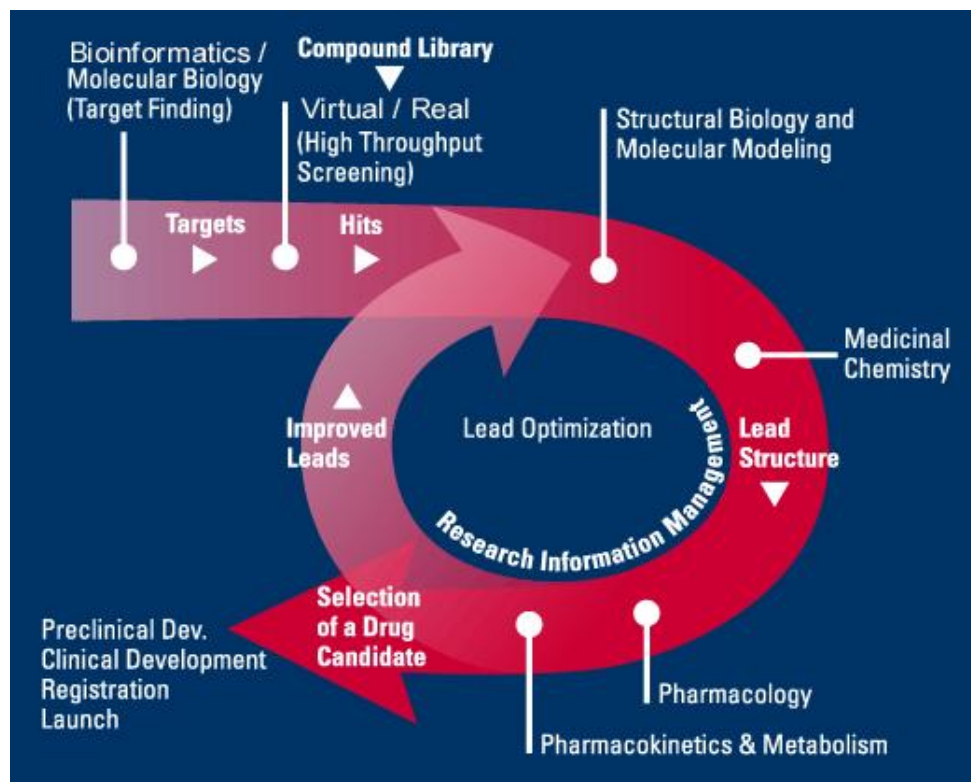 Bioinformatics /
Molecular Biology
(Target Finding)
Compound Library
Virtual / Real
(High Throughput
Screening)
Structural Biology and
Molecular Modeling
Targets
Hits
Medicinal
Chemistry
Improved
Leads
Lead Optimization
Lead
Structure
Research Information Management
Selection
of a Drug
Candidate
Preclinical Dev.
Clinical Development
Registration
Launch
Pharmacology
Pharmacokinetics & Metabolism